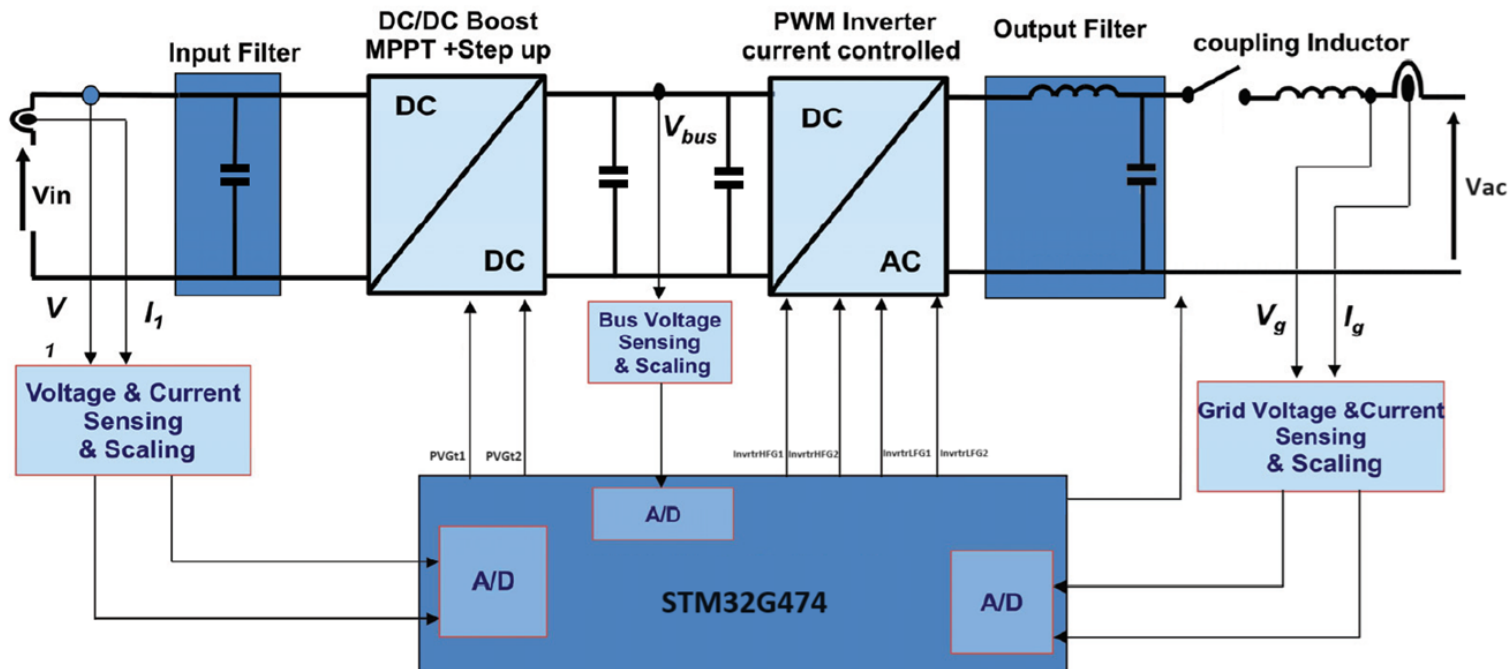 DC/DC Boost
MPPT +Step up
PWM Inverter
current controlled
Input Filter
Output Filter
coupling Inductor
DC
DC
Vbus
DC
AC
Vin
Vac
V
1
I1
Bus Voltage
Sensing
& Scaling
Vg
Ig
Voltage & Current
Sensing
& Scaling
Grid Voltage &Current
Sensing
& Scaling
PVGt1
PVGt2
InvrtrHFG1
InvrtrHFG2
InvrtrLFG1
InvrtrLFG2
A/D
A/D
A/D
STM32G474